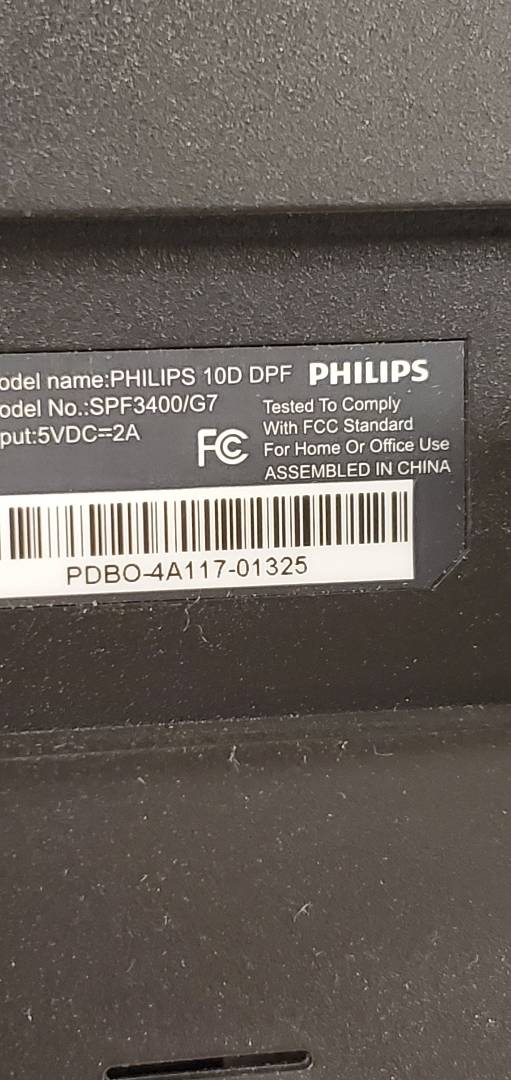 odel name:PHILIPS 10D DPF PHILIPS
odel No.:SPF3400/G7
put:5VDC⎓2A
FC
Tested To Comply
With FCC Standard
For Home Or Office Use
ASSEMBLED IN CHINA
PDBO-4A117-01325